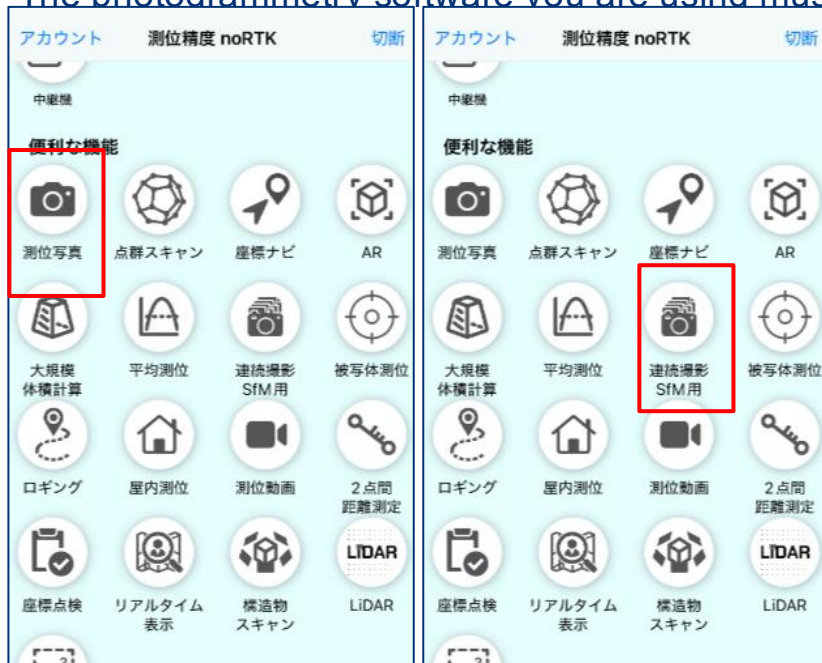 The photogrammetry software you are using mus
アカウント 測位精度 noRTK 切断
中継機
便利な機能
測位写真 点群スキャン 座標ナビ AR
大規模 平均測位 連続撮影 被写体測位
体積計算 SfM用
ロギング 屋内測位 測位動画 2点間
距離測定
LiDAR
座標点検 リアルタイム 構造物 LiDAR
表示 スキャン
アカウント 測位精度 noRTK 切断
中継機
便利な機能
測位写真 点群スキャン 座標ナビ AR
大規模 平均測位 連続撮影 被写体測位
体積計算 SfM用
ロギング 屋内測位 測位動画 2点間
距離測定
LiDAR
座標点検 リアルタイム 構造物 LiDAR
表示 スキャン